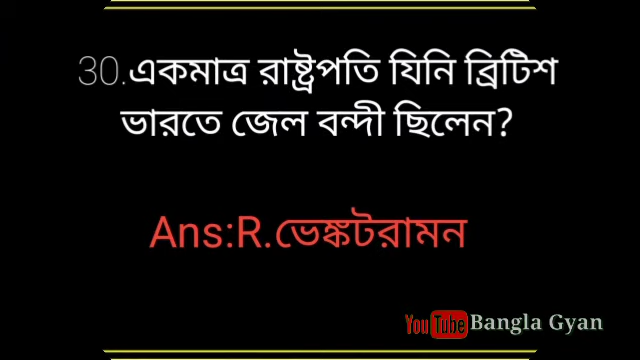 30.একমাত্র রাষ্ট্রপতি যিনি ব্রিটিশ
ভারতে জেল বন্দী ছিলেন?
Ans:R.ভেঙ্কটরামন
YouTube Bangla Gyan